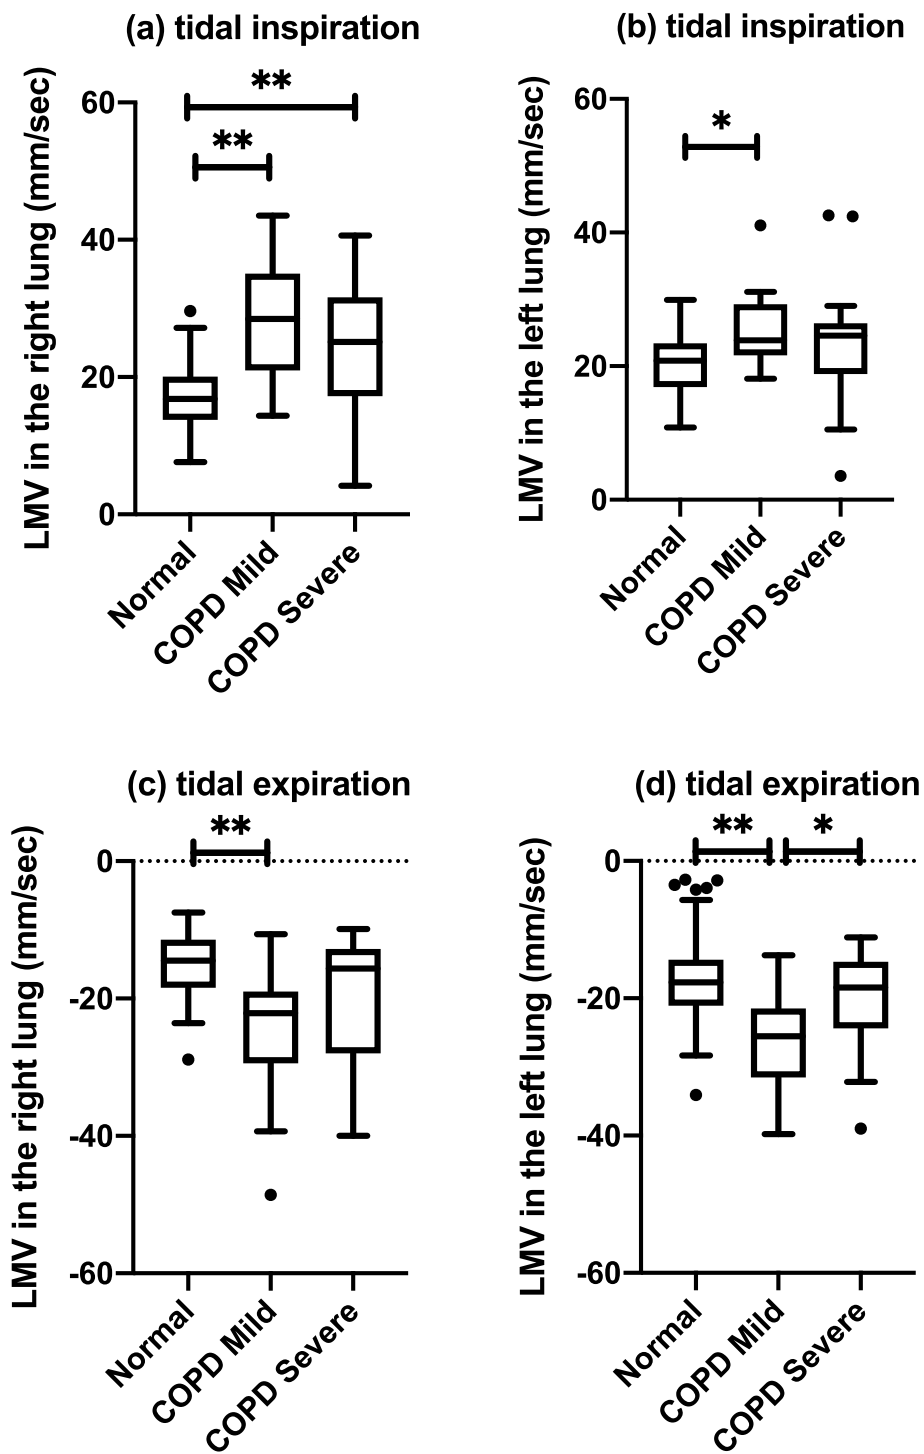 (a) tidal inspiration
LMV in the right lung (mm/sec)
60
40
20
0
**
**
Normal
COPD Mild
COPD Severe
(b) tidal inspiration
LMV in the left lung (mm/sec)
60
40
20
0
*
Normal
COPD Mild
COPD Severe
(c) tidal expiration
LMV in the right lung (mm/sec)
0
-20
-40
-60
**
Normal
COPD Mild
COPD Severe
(d) tidal expiration
LMV in the left lung (mm/sec)
0
-20
-40
-60
**
*
Normal
COPD Mild
COPD Severe